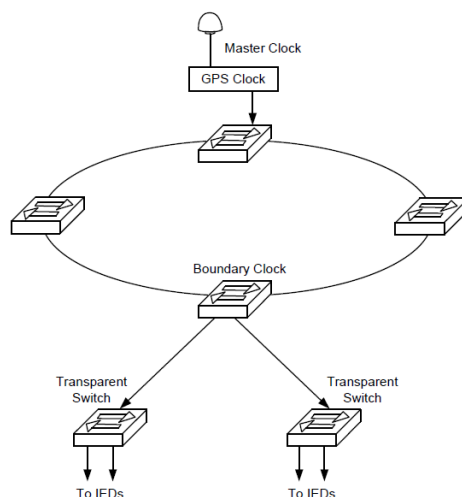 Master Clock
GPS Clock
Boundary Clock
Transparent
Switch
Transparent
Switch
To IEDs
To IEDs